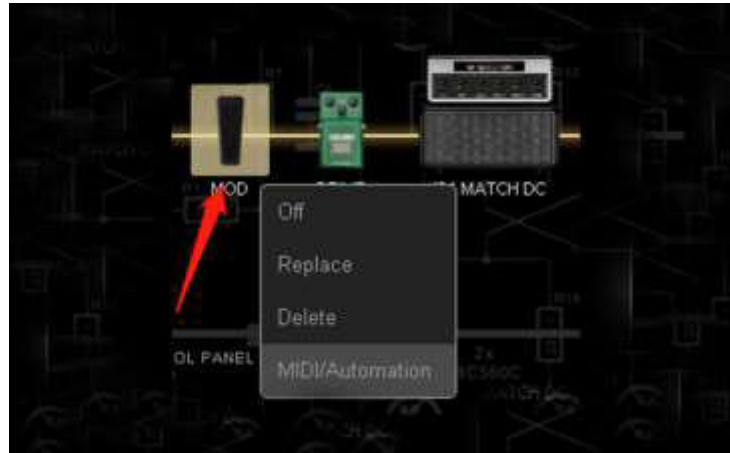 MOD
MATCH DC
Off
Replace
Delete
OL PANEL
MIDI/Automation
2x